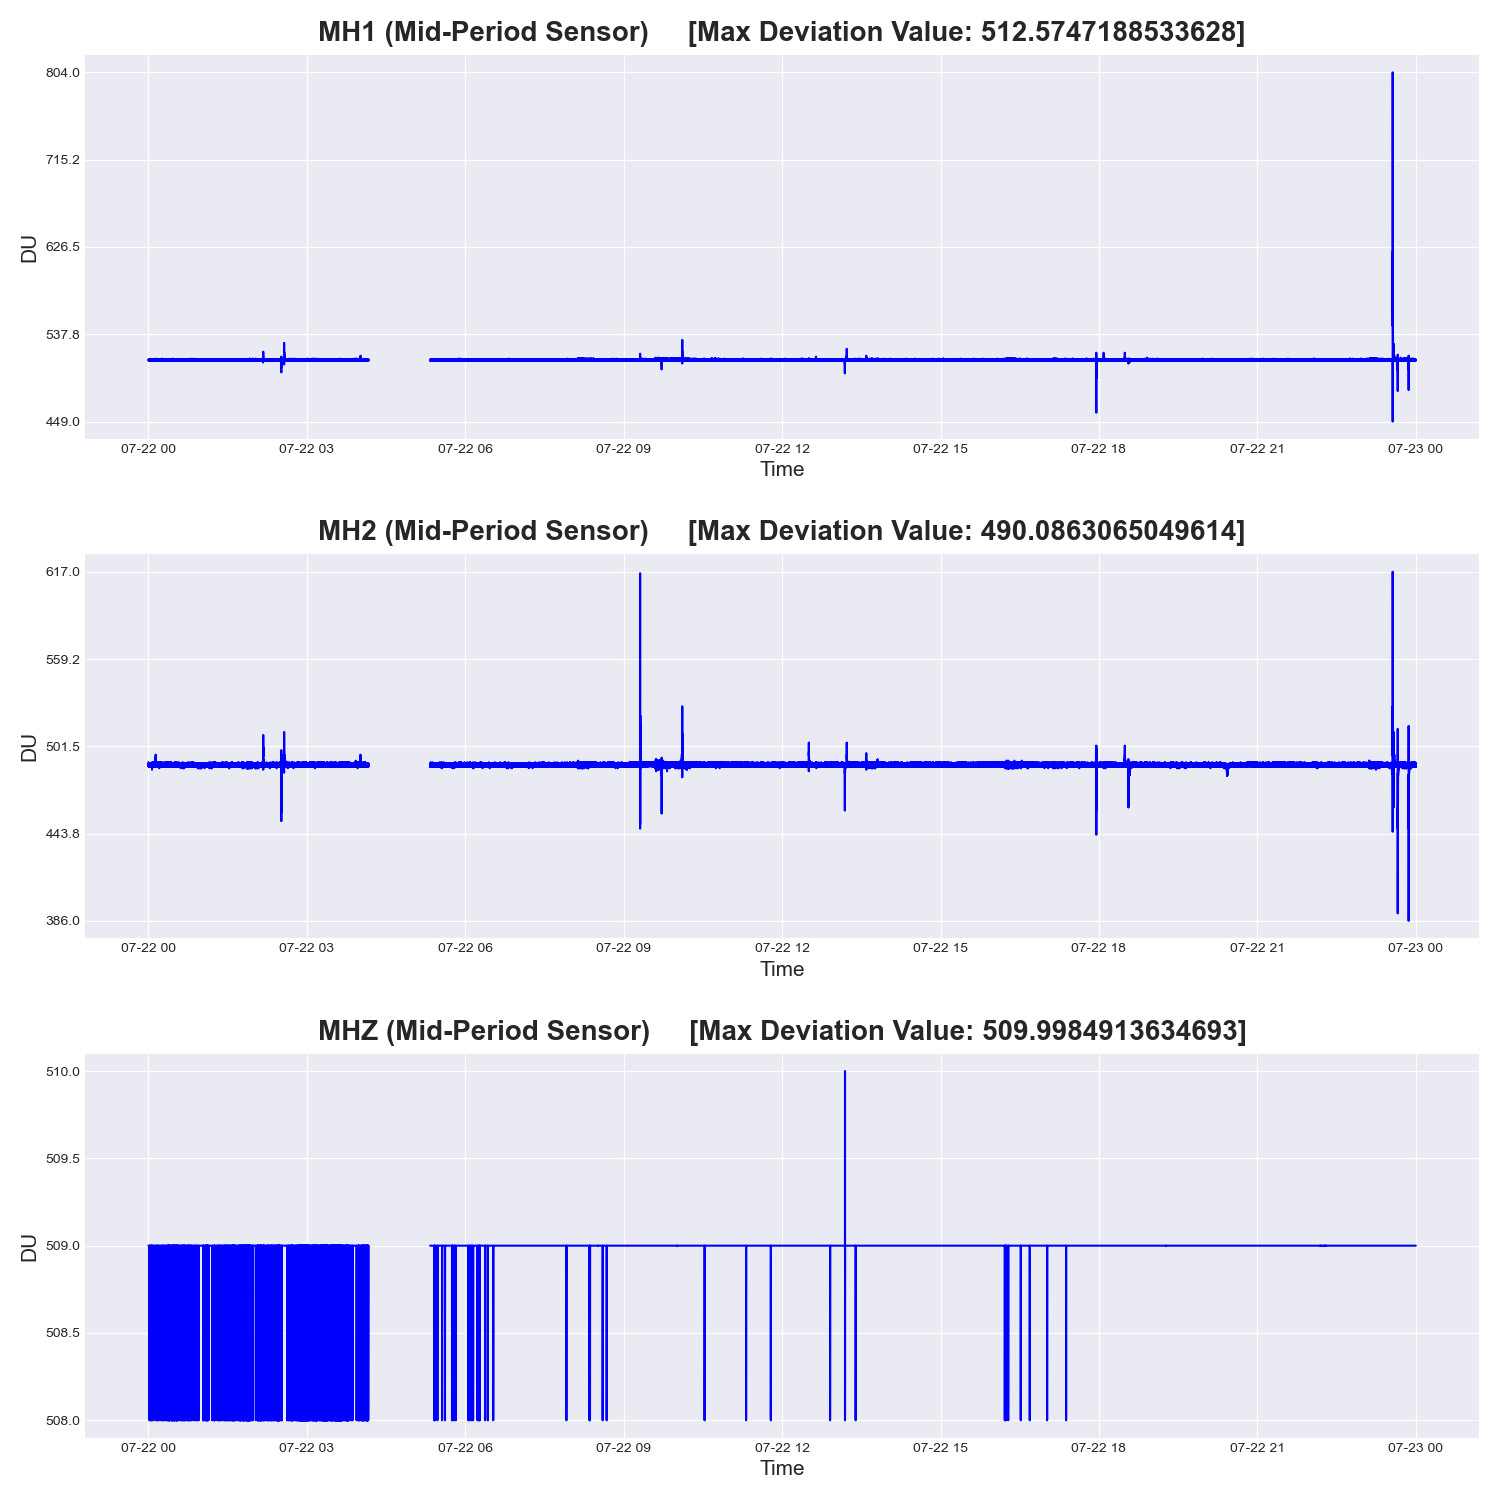 MH1 (Mid-Period Sensor) [Max Deviation Value: 512.5747188533628]
804.0
715.2
626.5
537.8
449.0
DU
07-22 00 07-22 03 07-22 06 07-22 09 07-22 12 07-22 15 07-22 18 07-22 21 07-23 00
Time
MH2 (Mid-Period Sensor) [Max Deviation Value: 490.0863065049614]
617.0
559.2
501.5
443.8
386.0
DU
07-22 00 07-22 03 07-22 06 07-22 09 07-22 12 07-22 15 07-22 18 07-22 21 07-23 00
Time
MHZ (Mid-Period Sensor) [Max Deviation Value: 509.9984913634693]
510.0
509.5
509.0
508.5
508.0
DU
07-22 00 07-22 03 07-22 06 07-22 09 07-22 12 07-22 15 07-22 18 07-22 21 07-23 00
Time